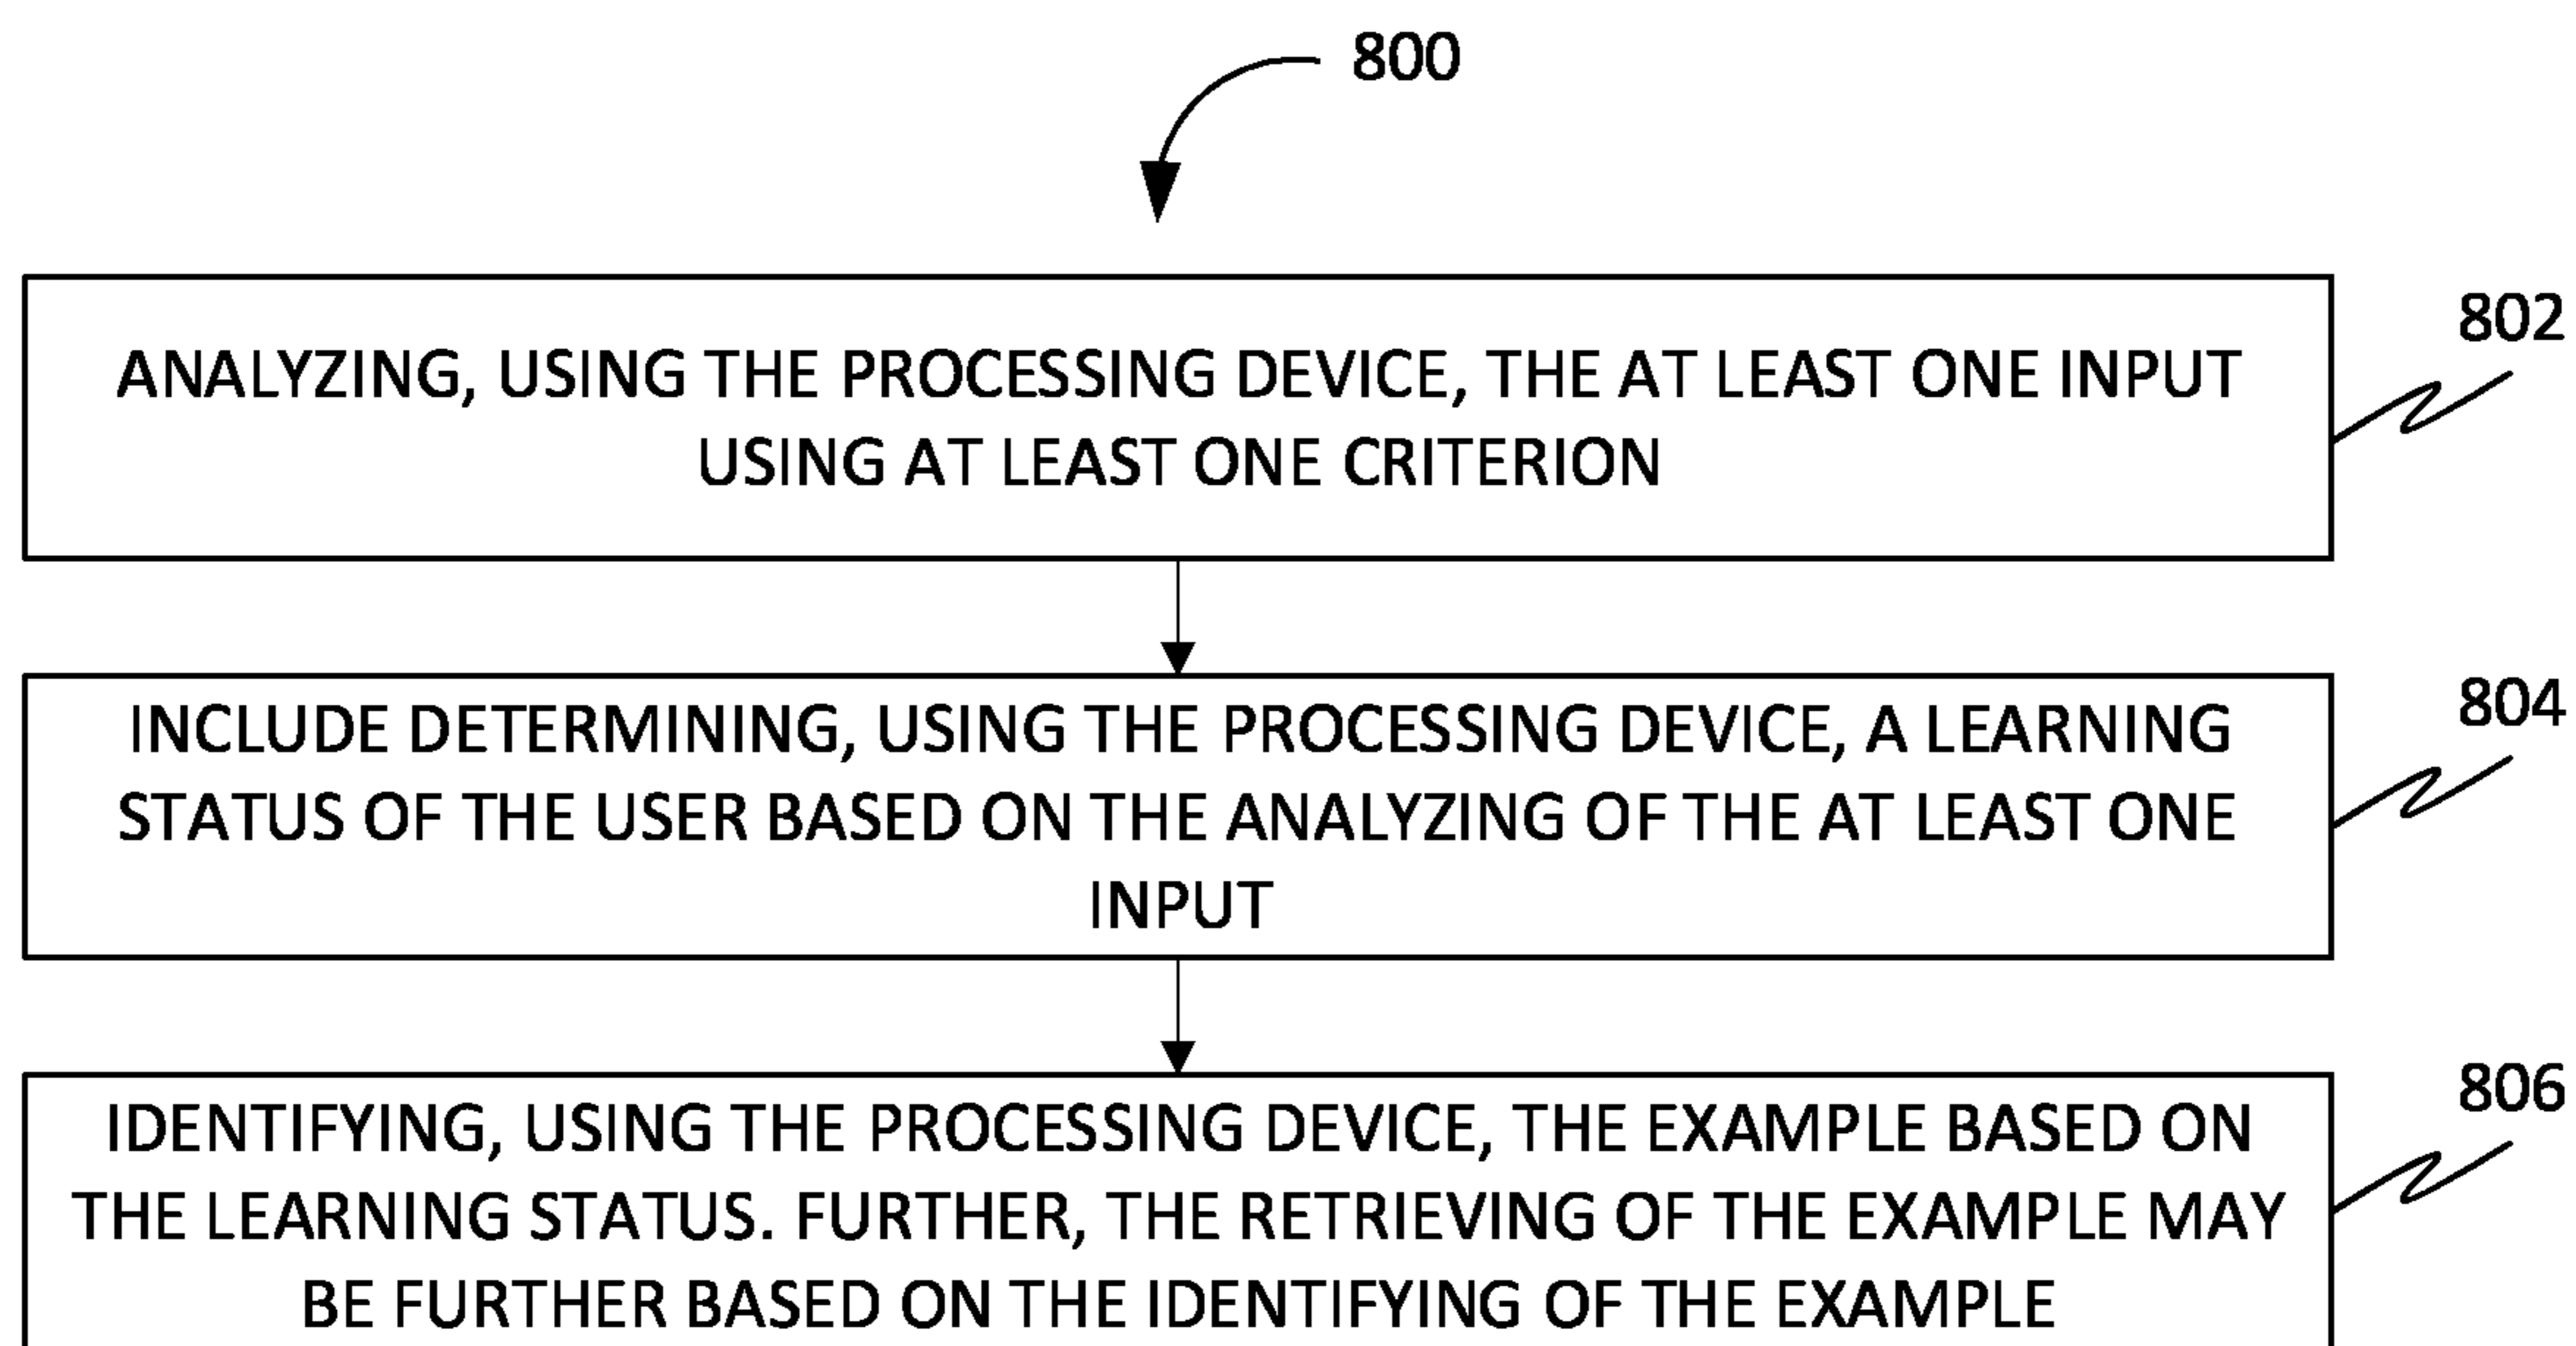 800
802
ANALYZING, USING THE PROCESSING DEVICE, THE AT LEAST ONE INPUT
USING AT LEAST ONE CRITERION
804
INCLUDE DETERMINING, USING THE PROCESSING DEVICE, A LEARNING
STATUS OF THE USER BASED ON THE ANALYZING OF THE AT LEAST ONE
INPUT
806
IDENTIFYING, USING THE PROCESSING DEVICE, THE EXAMPLE BASED ON
THE LEARNING STATUS. FURTHER, THE RETRIEVING OF THE EXAMPLE MAY
BE FURTHER BASED ON THE IDENTIFYING OF THE EXAMPLE